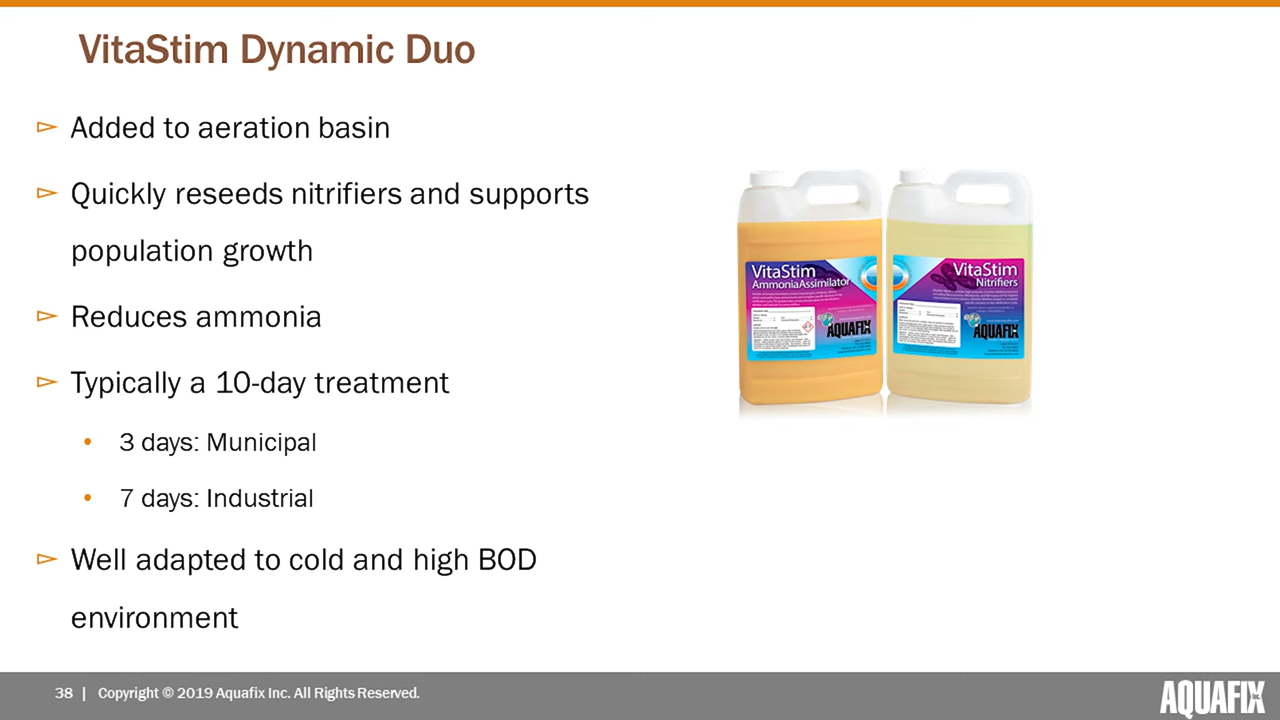 VitaStim Dynamic Duo
Added to aeration basin
Quickly reseeds nitrifiers and supports
population growth
Reduces ammonia
Typically a 10-day treatment
3 days: Municipal
7 days: Industrial
Well adapted to cold and high BOD
environment
VitaStim
AmmoniaAssimilator
AQUAFIX
VitaStim
Nitrifiers
AQUAFIX
38 | Copyright © 2019 Aquafix Inc. All Rights Reserved.
AQUAFIX